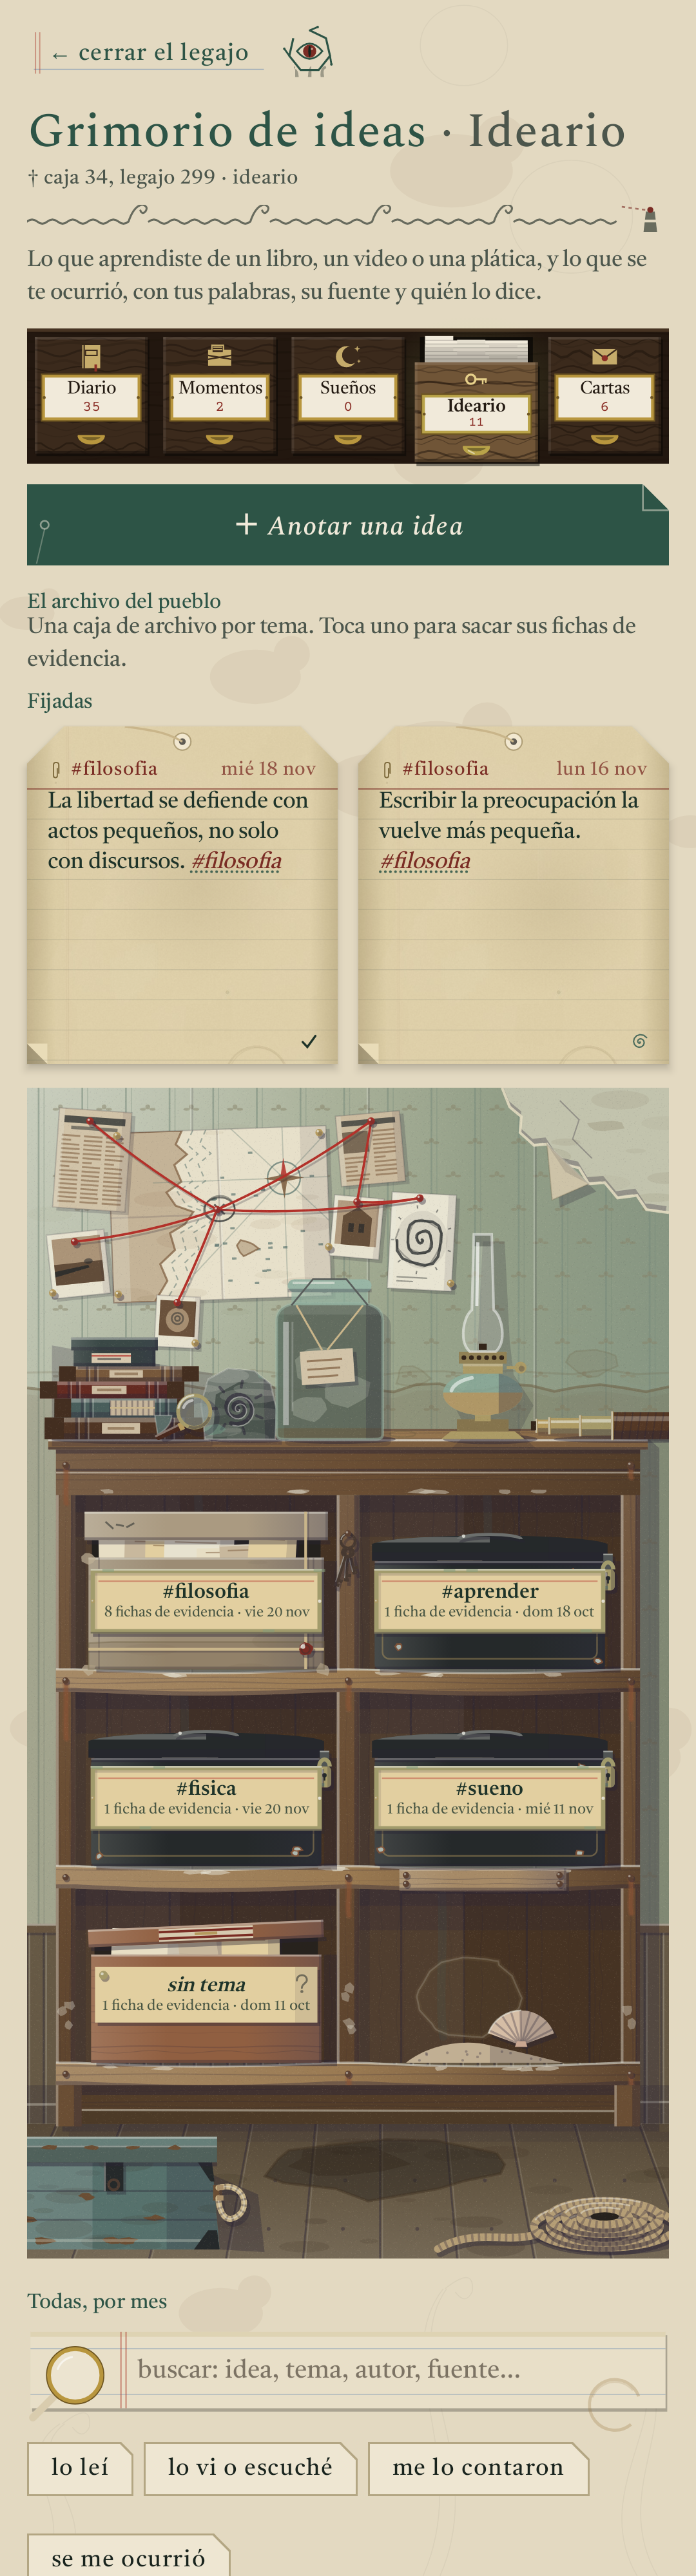 ← cerrar el legajo
Grimorio de ideas · Ideario
† caja 34, legajo 299 · ideario
Lo que aprendiste de un libro, un video o una plática, y lo que se
te ocurrió, con tus palabras, su fuente y quién lo dice.
Diario
35
Momentos
2
Sueños
0
Ideario
11
Cartas
6
+ Anotar una idea
El archivo del pueblo
Una caja de archivo por tema. Toca uno para sacar sus fichas de
evidencia.
Fijadas
#filosofia mié 18 nov
La libertad se defiende con
actos pequeños, no solo
con discursos. #filosofia
#filosofia lun 16 nov
Escribir la preocupación la
vuelve más pequeña.
#filosofia
#filosofia
8 fichas de evidencia · vie 20 nov
#aprender
1 ficha de evidencia · dom 18 oct
#fisica
1 ficha de evidencia · vie 20 nov
#sueno
1 ficha de evidencia · mié 11 nov
sin tema
?
1 ficha de evidencia · dom 11 oct
Todas, por mes
buscar: idea, tema, autor, fuente...
lo leí
lo vi o escuché
me lo contaron
se me ocurrió